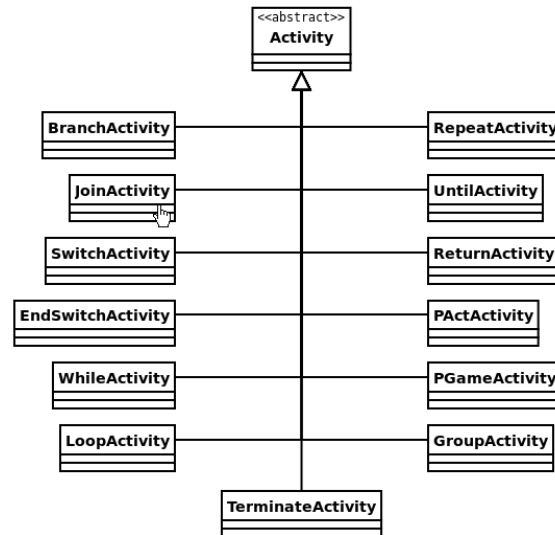 <<abstract>>
Activity
BranchActivity
RepeatActivity
JoinActivity
UntilActivity
SwitchActivity
ReturnActivity
EndSwitchActivity
PActActivity
WhileActivity
PGameActivity
LoopActivity
GroupActivity
TerminateActivity